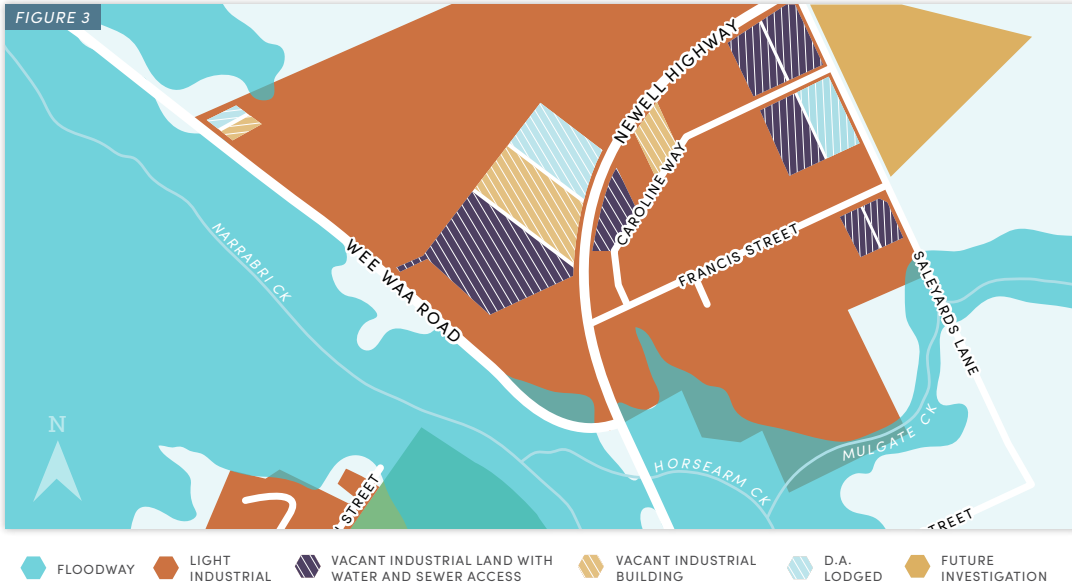 FIGURE 3
NEWELL HIGHWAY
CAROLINE WAY
NARRABRI CK
WEE WAA ROAD
FRANCIS STREET
SALEYARDS LANE
N
MULGATE CK
HORSEARM CK
STREET
TREET
FLOODWAY
LIGHT
INDUSTRIAL
VACANT INDUSTRIAL LAND WITH
WATER AND SEWER ACCESS
VACANT INDUSTRIAL
BUILDING
D.A.
LODGED
FUTURE
INVESTIGATION